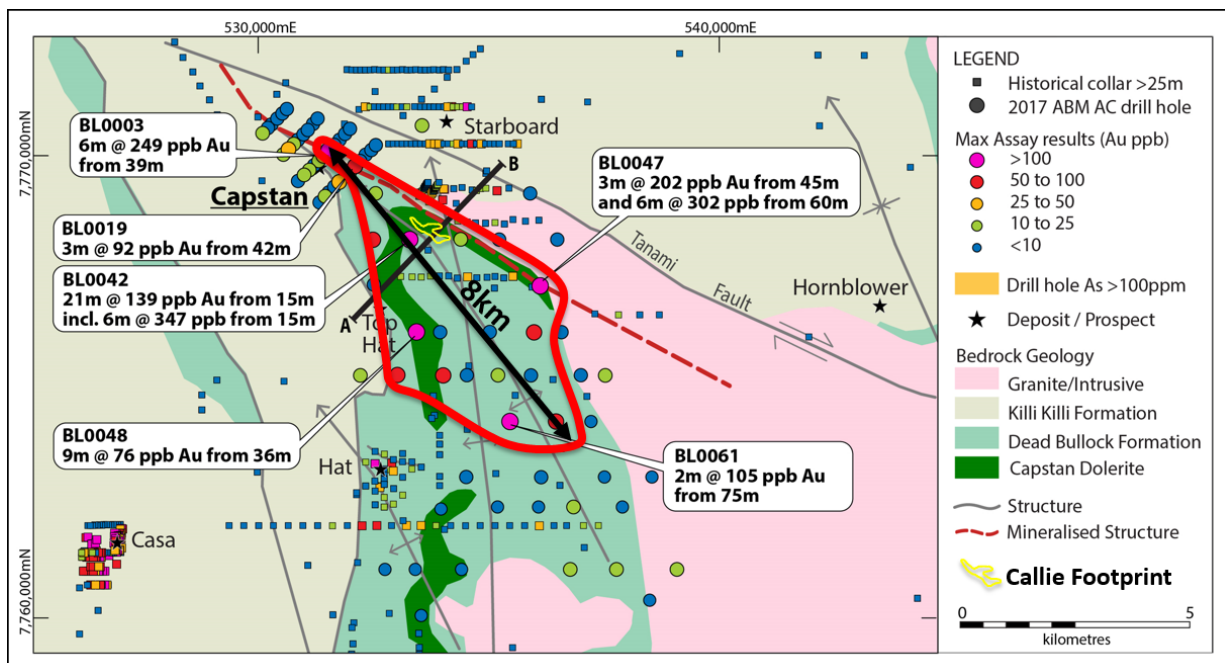 530,000mE
540,000mE
7,770,000mN
7,760,000mN
BL0003
6m @ 249 ppb Au
from 39m
Capstan
BL0019
3m @ 92 ppb Au from 42m
BL0042
21m @ 139 ppb Au from 15m
incl. 6m @ 347 ppb from 15m
BL0048
9m @ 76 ppb Au from 36m
Starboard
B
BL0047
3m @ 202 ppb Au from 45m
and 6m @ 302 ppb from 60m
Tanami
Fault
Hornblower
8km
A
Top
Hat
Hat
BL0061
2m @ 105 ppb Au
from 75m
Casa
LEGEND
Historical collar >25m
2017 ABM AC drill hole
Max Assay results (Au ppb)
>100
50 to 100
25 to 50
10 to 25
<10
Drill hole As >100ppm
Deposit / Prospect
Bedrock Geology
Granite/Intrusive
Killi Killi Formation
Dead Bullock Formation
Capstan Dolerite
Structure
Mineralised Structure
Callie Footprint
0 5
kilometres